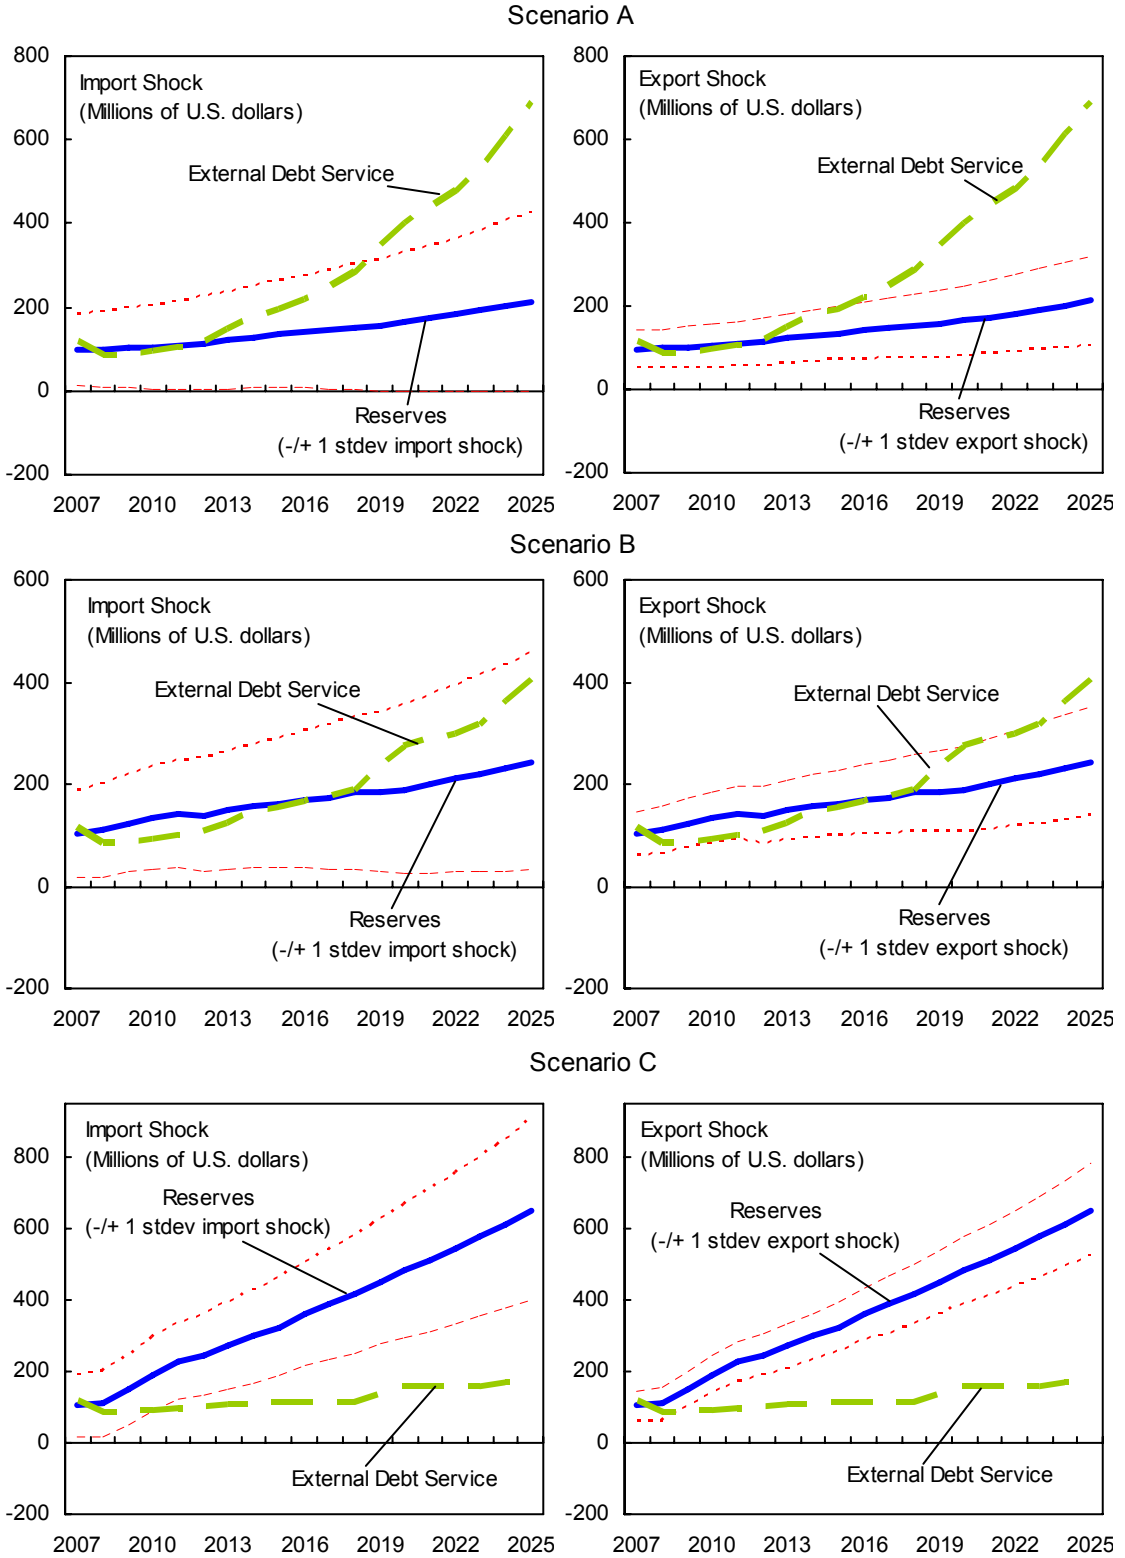 Scenario A
800
600
400
200
0
-200
Import Shock
(Millions of U.S. dollars)
External Debt Service
Reserves
(-/+ 1 stdev import shock)
2007 2010 2013 2016 2019 2022 2025
800
600
400
200
0
-200
Export Shock
(Millions of U.S. dollars)
External Debt Service
Reserves
(-/+ 1 stdev export shock)
2007 2010 2013 2016 2019 2022 2025
Scenario B
600
400
200
0
-200
Import Shock
(Millions of U.S. dollars)
External Debt Service
Reserves
(-/+ 1 stdev import shock)
2007 2010 2013 2016 2019 2022 2025
600
400
200
0
-200
Export Shock
(Millions of U.S. dollars)
External Debt Service
Reserves
(-/+ 1 stdev export shock)
2007 2010 2013 2016 2019 2022 2025
Scenario C
800
600
400
200
0
-200
Import Shock
(Millions of U.S. dollars)
Reserves
(-/+ 1 stdev import shock)
External Debt Service
2007 2010 2013 2016 2019 2022 2025
800
600
400
200
0
-200
Export Shock
(Millions of U.S. dollars)
Reserves
(-/+ 1 stdev export shock)
External Debt Service
2007 2010 2013 2016 2019 2022 2025